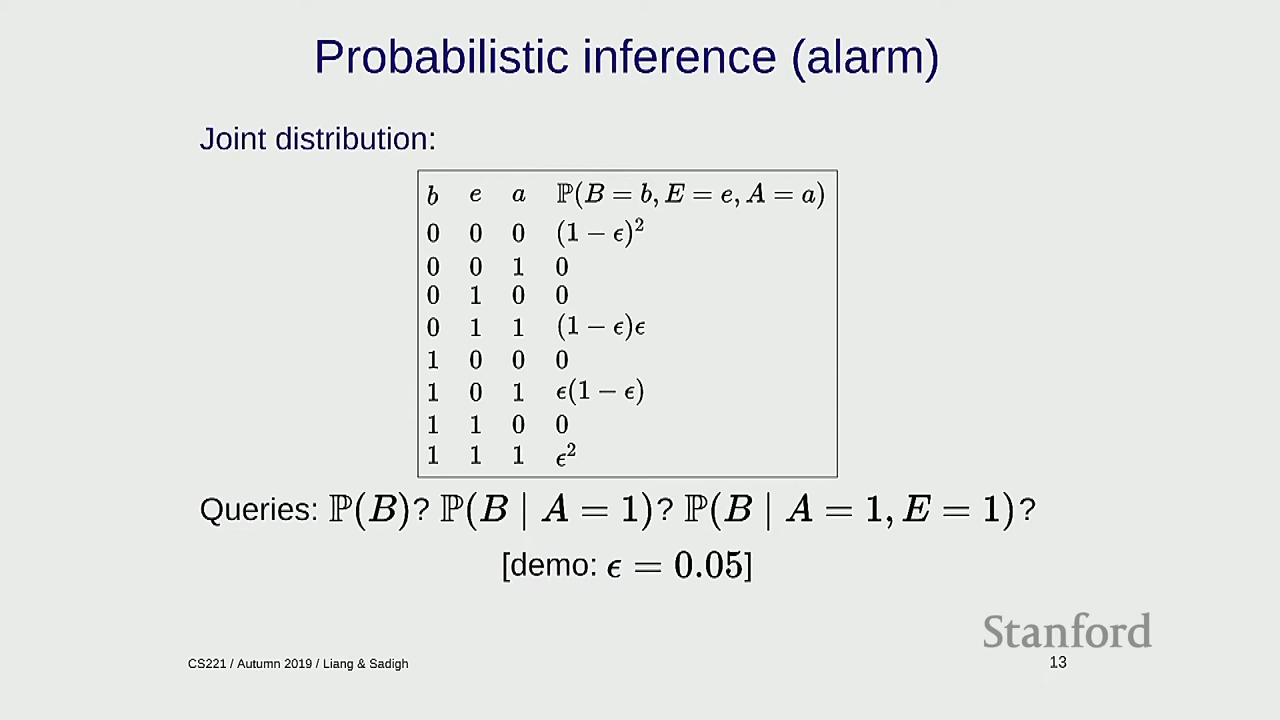 Probabilistic inference (alarm)
Joint distribution:
b e a ℙ(B = b, E = e, A = a)
0 0 0 (1 − ϵ)²
0 0 1 0
0 1 0 0
0 1 1 (1 − ϵ)ϵ
1 0 0 0
1 0 1 ϵ(1 − ϵ)
1 1 0 0
1 1 1 ϵ²
Queries: ℙ(B)? ℙ(B | A = 1)? ℙ(B | A = 1, E = 1)?
[demo: ϵ = 0.05]
Stanford
CS221 / Autumn 2019 / Liang & Sadigh
13